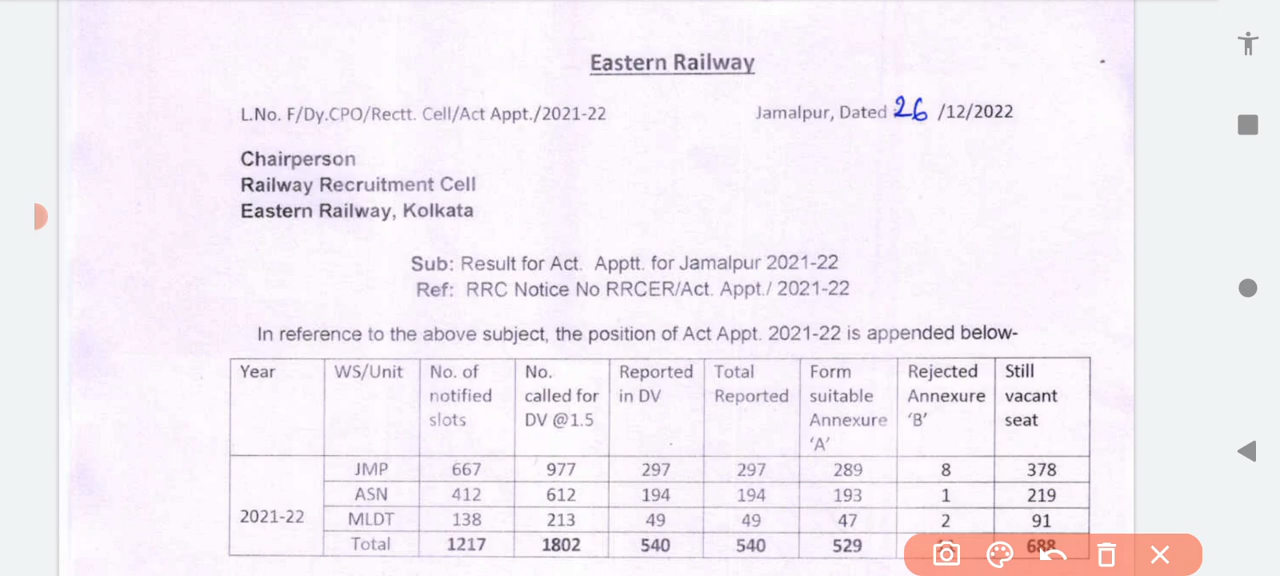 Eastern Railway
L.No. F/Dy.CPO/Rectt. Cell/Act Appt./2021-22 Jamalpur, Dated 26 /12/2022
Chairperson
Railway Recruitment Cell
Eastern Railway, Kolkata
Sub: Result for Act. Apptt. for Jamalpur 2021-22
Ref: RRC Notice No RRCER/Act. Appt./ 2021-22
In reference to the above subject, the position of Act Appt. 2021-22 is appended below-
Year WS/Unit No. of No. Reported Total Form Rejected Still
notified called for in DV Reported suitable Annexure vacant
slots DV @1.5 Annexure 'B' seat
'A'
JMP 667 977 297 297 289 8 378
ASN 412 612 194 194 193 1 219
2021-22 MLDT 138 213 49 49 47 2 91
Total 1217 1802 540 540 529 688